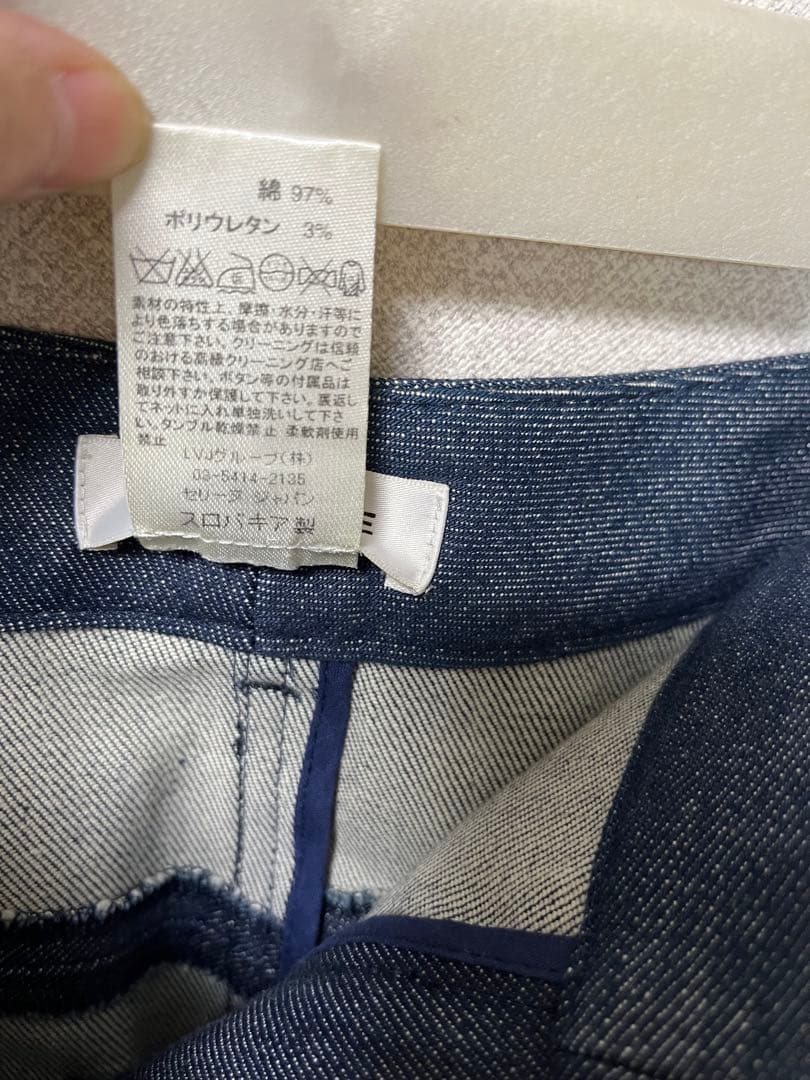 綿 97%
ポリウレタン 3%
素材の特性上、摩擦・水分・汗等に
より色落ちする場合がありますので
ご注意下さい。クリーニングは信頼
のおける高級クリーニング店へご
相談下さい。ボタン等の付属品は
取り外すか保護して下さい。裏返し
てネットに入れ単独洗いして下さ
い。タンブル乾燥禁止 柔軟剤使用
禁止
LVJグループ(株)
03-5414-2135
セリーヌ ジャパン
スロバキア製
E